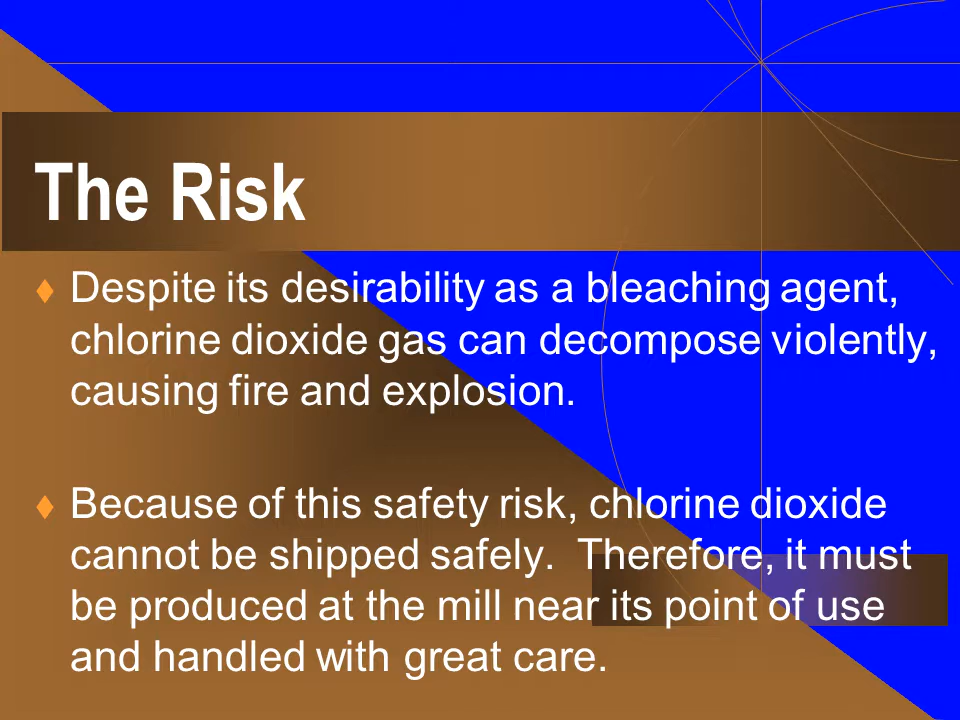 The Risk
Despite its desirability as a bleaching agent,
chlorine dioxide gas can decompose violently,
causing fire and explosion.
Because of this safety risk, chlorine dioxide
cannot be shipped safely.  Therefore, it must
be produced at the mill near its point of use
and handled with great care.